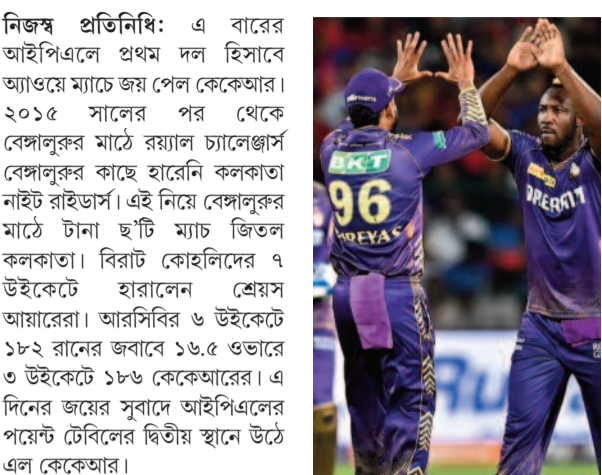 নিজস্ব প্রতিনিধি: এ বারের
আইপিএলে প্রথম দল হিসাবে
অ্যাওয়ে ম্যাচে জয় পেল কেকেআর।
২০১৫ সালের পর থেকে
বেঙ্গালুরুর মাঠে রয়্যাল চ্যালেঞ্জার্স
বেঙ্গালুরুর কাছে হারেনি কলকাতা
নাইট রাইডার্স। এই নিয়ে বেঙ্গালুরুর
মাঠে টানা ছ'টি ম্যাচ জিতল
কলকাতা। বিরাট কোহলিদের ৭
উইকেটে হারালেন শ্রেয়স
আয়ারেরা। আরসিবির ৬ উইকেটে
১৮২ রানের জবাবে ১৬.৫ ওভারে
৩ উইকেটে ১৮৬ কেকেআরের। এ
দিনের জয়ের সুবাদে আইপিএলের
পয়েন্ট টেবিলের দ্বিতীয় স্থানে উঠে
এল কেকেআর।
BKT
96
SHREYAS
DREAM11